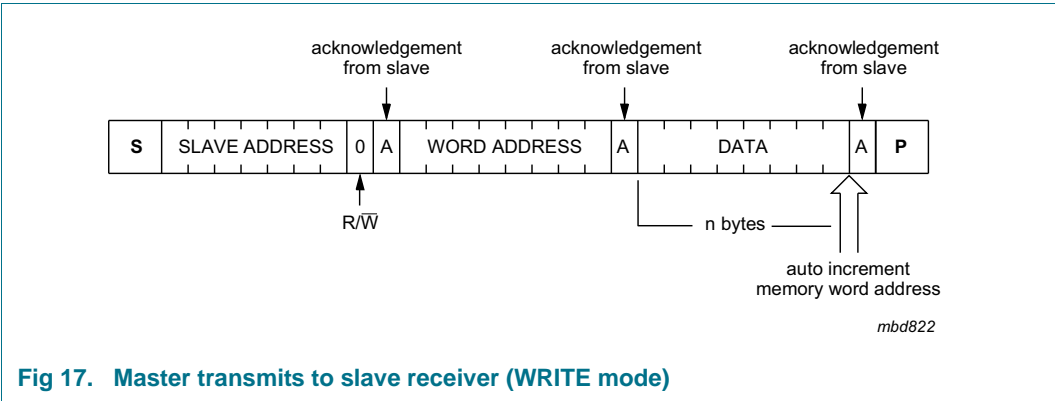 acknowledgement acknowledgement acknowledgement
from slave from slave from slave
S SLAVE ADDRESS 0 A WORD ADDRESS A DATA A P
R/W̅
n bytes
auto increment
memory word address
mbd822
Fig 17. Master transmits to slave receiver (WRITE mode)